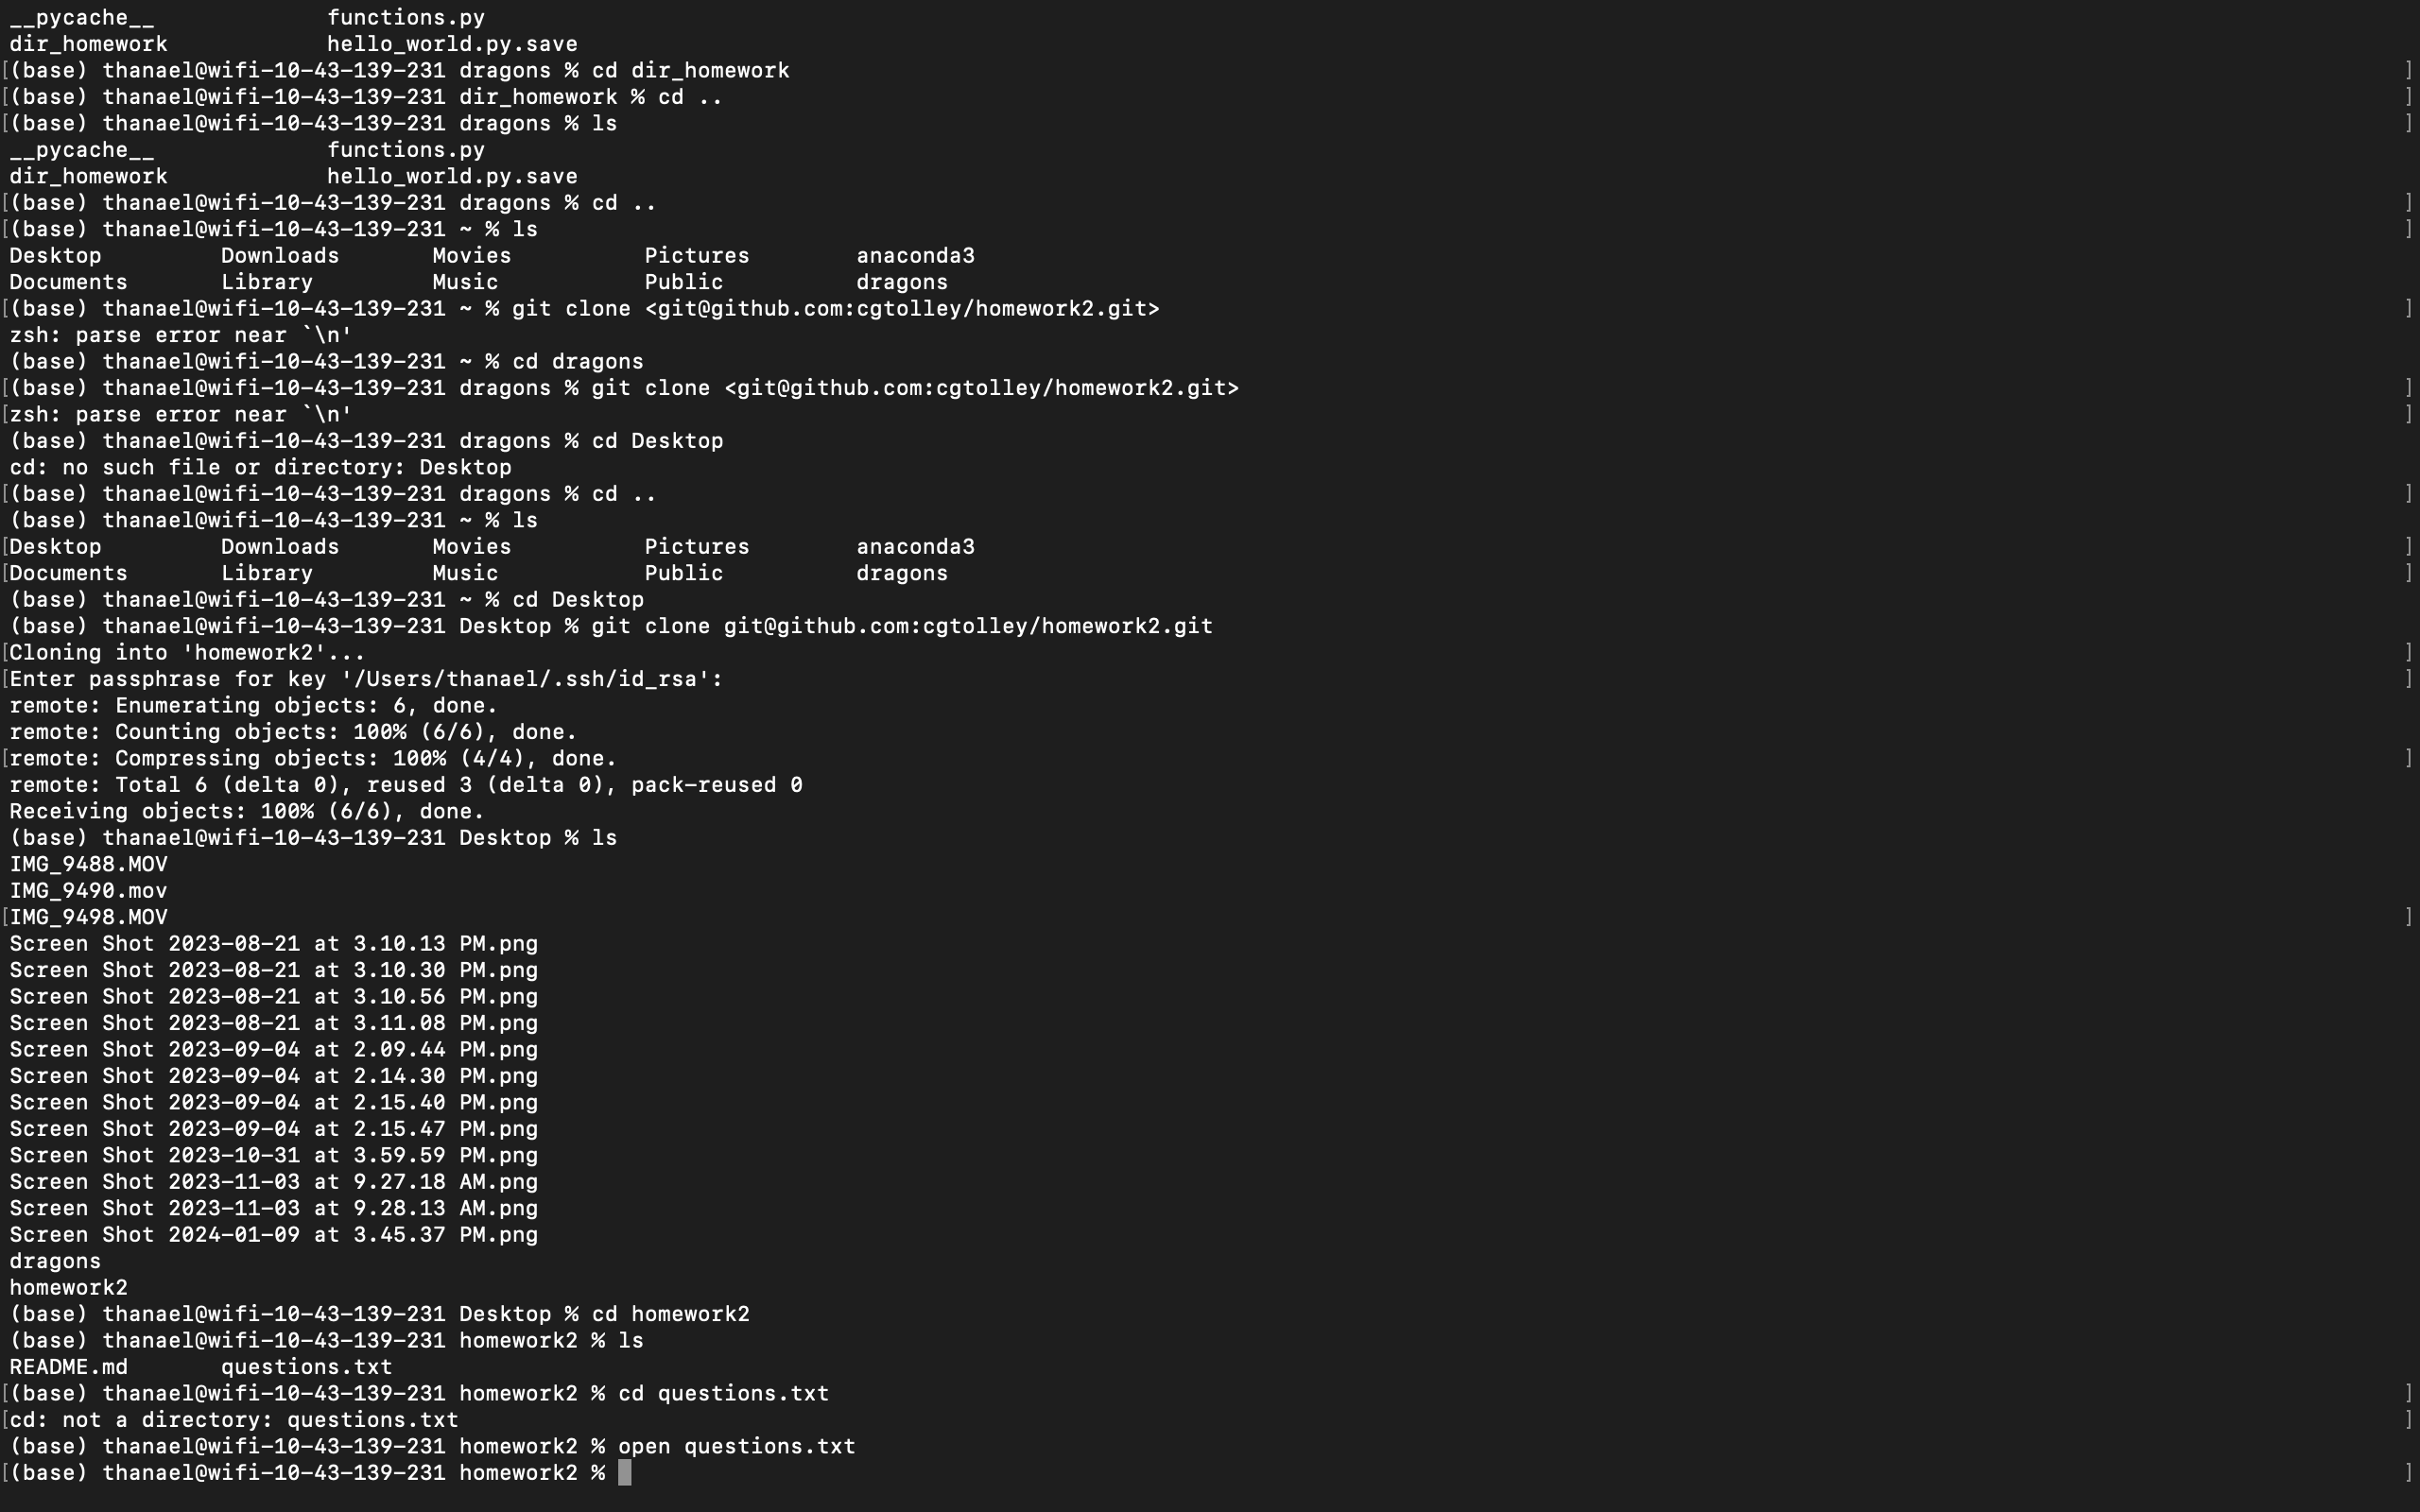 __pycache__             functions.py
dir_homework            hello_world.py.save
[(base) thanael@wifi-10-43-139-231 dragons % cd dir_homework ]
[(base) thanael@wifi-10-43-139-231 dir_homework % cd .. ]
[(base) thanael@wifi-10-43-139-231 dragons % ls ]
__pycache__             functions.py
dir_homework            hello_world.py.save
[(base) thanael@wifi-10-43-139-231 dragons % cd .. ]
[(base) thanael@wifi-10-43-139-231 ~ % ls ]
Desktop         Downloads       Movies          Pictures        anaconda3
Documents       Library         Music           Public          dragons
[(base) thanael@wifi-10-43-139-231 ~ % git clone <git@github.com:cgtolley/homework2.git> ]
zsh: parse error near `\n'
(base) thanael@wifi-10-43-139-231 ~ % cd dragons
[(base) thanael@wifi-10-43-139-231 dragons % git clone <git@github.com:cgtolley/homework2.git> ]
[zsh: parse error near `\n' ]
(base) thanael@wifi-10-43-139-231 dragons % cd Desktop
cd: no such file or directory: Desktop
[(base) thanael@wifi-10-43-139-231 dragons % cd .. ]
(base) thanael@wifi-10-43-139-231 ~ % ls
[Desktop         Downloads       Movies          Pictures        anaconda3 ]
[Documents       Library         Music           Public          dragons ]
(base) thanael@wifi-10-43-139-231 ~ % cd Desktop
(base) thanael@wifi-10-43-139-231 Desktop % git clone git@github.com:cgtolley/homework2.git
[Cloning into 'homework2'... ]
[Enter passphrase for key '/Users/thanael/.ssh/id_rsa': ]
remote: Enumerating objects: 6, done.
remote: Counting objects: 100% (6/6), done.
[remote: Compressing objects: 100% (4/4), done. ]
remote: Total 6 (delta 0), reused 3 (delta 0), pack-reused 0
Receiving objects: 100% (6/6), done.
(base) thanael@wifi-10-43-139-231 Desktop % ls
IMG_9488.MOV
IMG_9490.mov
[IMG_9498.MOV ]
Screen Shot 2023-08-21 at 3.10.13 PM.png
Screen Shot 2023-08-21 at 3.10.30 PM.png
Screen Shot 2023-08-21 at 3.10.56 PM.png
Screen Shot 2023-08-21 at 3.11.08 PM.png
Screen Shot 2023-09-04 at 2.09.44 PM.png
Screen Shot 2023-09-04 at 2.14.30 PM.png
Screen Shot 2023-09-04 at 2.15.40 PM.png
Screen Shot 2023-09-04 at 2.15.47 PM.png
Screen Shot 2023-10-31 at 3.59.59 PM.png
Screen Shot 2023-11-03 at 9.27.18 AM.png
Screen Shot 2023-11-03 at 9.28.13 AM.png
Screen Shot 2024-01-09 at 3.45.37 PM.png
dragons
homework2
(base) thanael@wifi-10-43-139-231 Desktop % cd homework2
(base) thanael@wifi-10-43-139-231 homework2 % ls
README.md       questions.txt
[(base) thanael@wifi-10-43-139-231 homework2 % cd questions.txt ]
[cd: not a directory: questions.txt ]
(base) thanael@wifi-10-43-139-231 homework2 % open questions.txt
[(base) thanael@wifi-10-43-139-231 homework2 % ]